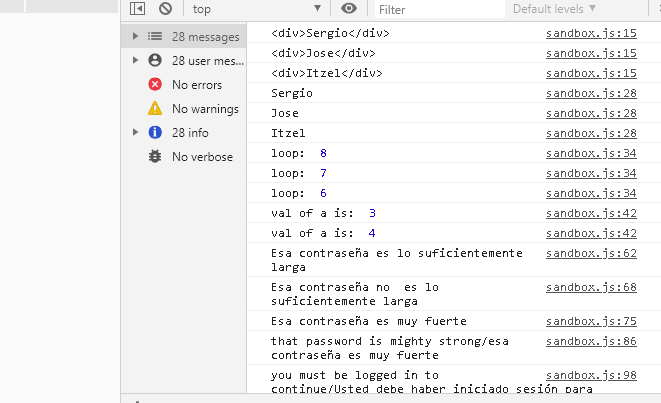 top Filter Default levels
28 messages
28 user mes...
No errors
No warnings
28 info
No verbose
<div>Sergio</div> sandbox.js:15
<div>Jose</div> sandbox.js:15
<div>Itzel</div> sandbox.js:15
Sergio sandbox.js:28
Jose sandbox.js:28
Itzel sandbox.js:28
loop:  8 sandbox.js:34
loop:  7 sandbox.js:34
loop:  6 sandbox.js:34
val of a is:  3 sandbox.js:42
val of a is:  4 sandbox.js:42
Esa contraseña es lo suficientemente sandbox.js:62
larga
Esa contraseña no  es lo sandbox.js:68
suficientemente larga
Esa contraseña es muy fuerte sandbox.js:75
that password is mighty strong/esa sandbox.js:86
contraseña es muy fuerte
you must be logged in to sandbox.js:98
continue/Usted debe haber iniciado sesión para